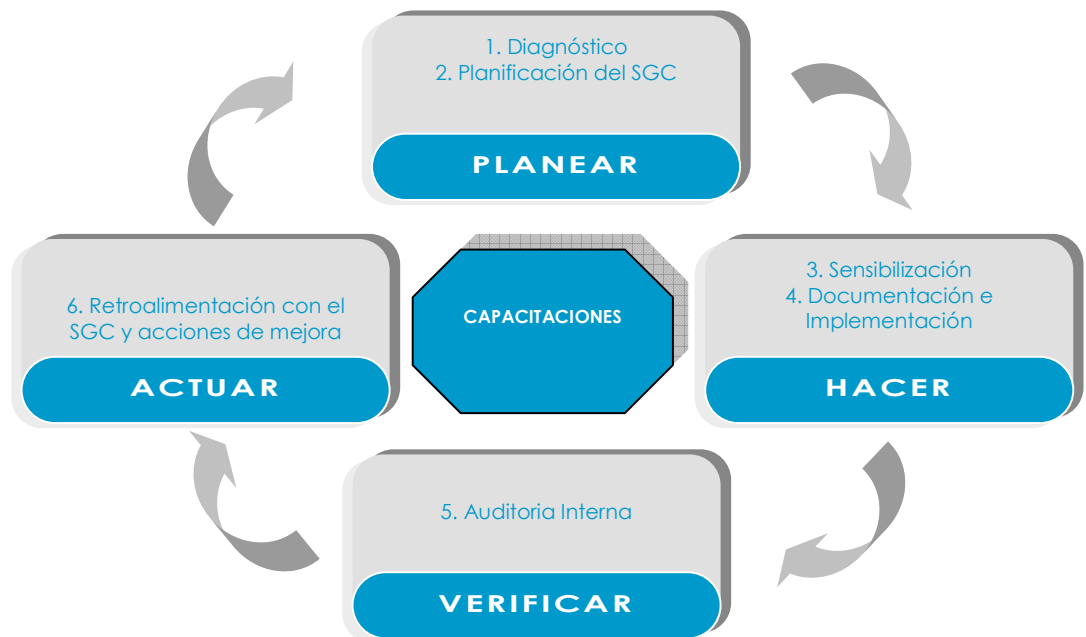 1. Diagnóstico
2. Planificación del SGC
PLANEAR
3. Sensibilización
4. Documentación e
Implementación
HACER
CAPACITACIONES
6. Retroalimentación con el
SGC y acciones de mejora
ACTUAR
5. Auditoria Interna
VERIFICAR